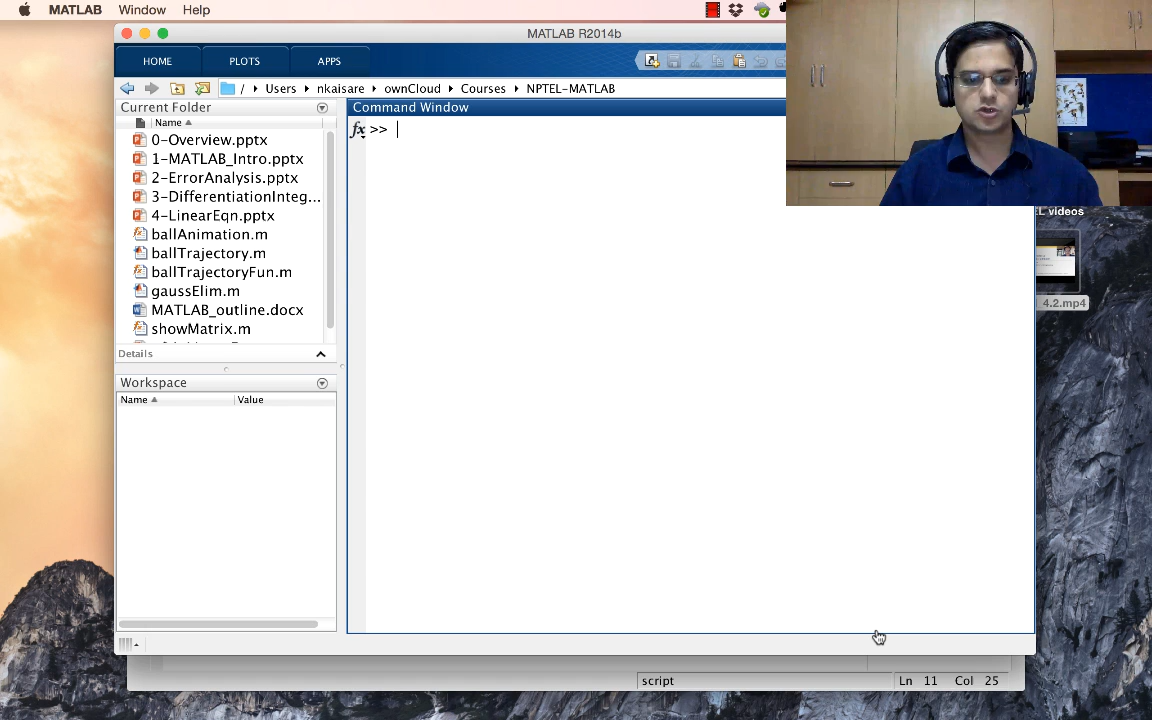 MATLAB Window Help
MATLAB R2014b
HOME PLOTS APPS
/ Users nkaisare ownCloud Courses NPTEL-MATLAB
Current Folder
Name
0-Overview.pptx
1-MATLAB_Intro.pptx
2-ErrorAnalysis.pptx
3-DifferentiationInteg...
4-LinearEqn.pptx
ballAnimation.m
ballTrajectory.m
ballTrajectoryFun.m
gaussElim.m
MATLAB_outline.docx
showMatrix.m
Details
Workspace
Name Value
Command Window
fx >>
EL videos
4.2.mp4
script Ln 11 Col 25